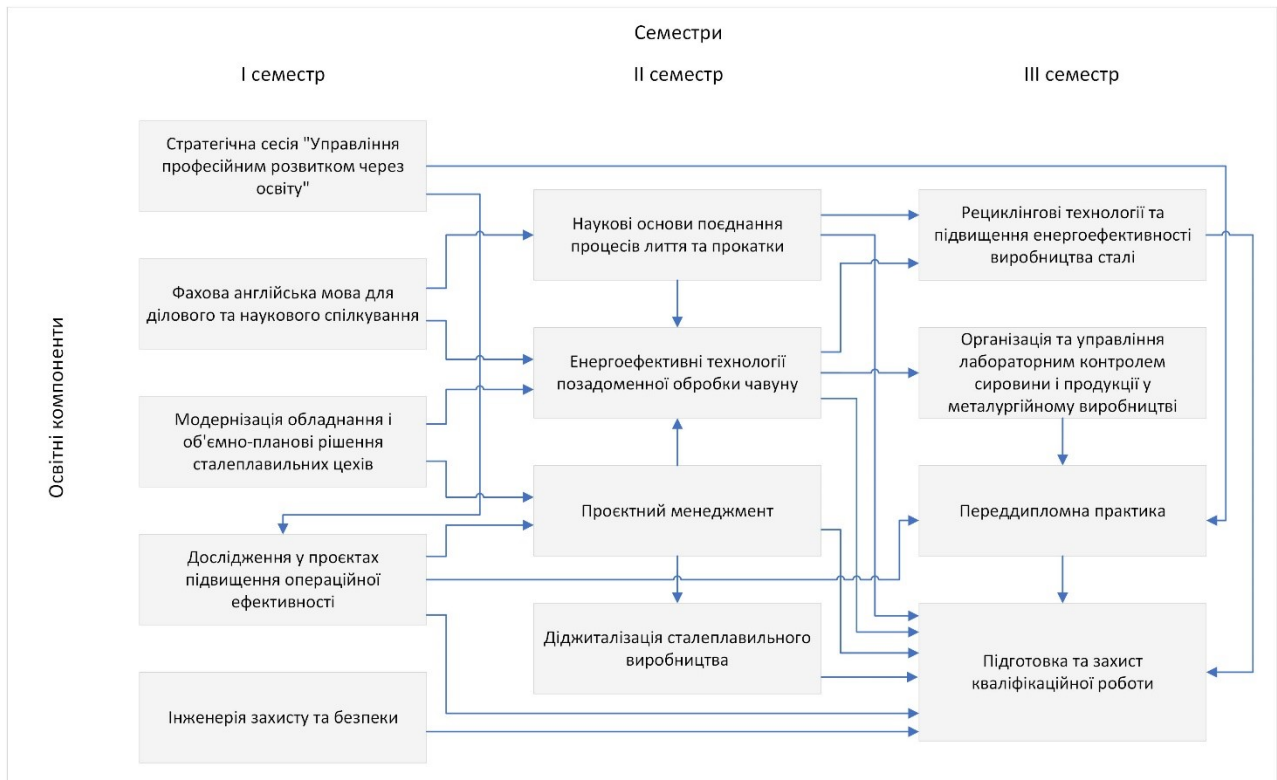 Семестри
I семестр
II семестр
III семестр
Освітні компоненти
Стратегічна сесія "Управління
професійним розвитком через
освіту"
Фахова англійська мова для
ділового та наукового спілкування
Модернізація обладнання і
об'ємно-планові рішення
сталеплавильних цехів
Дослідження у проєктах
підвищення операційної
ефективності
Інженерія захисту та безпеки
Наукові основи поєднання
процесів лиття та прокатки
Енергоефективні технології
позадоменної обробки чавуну
Проєктний менеджмент
Діджиталізація сталеплавильного
виробництва
Рециклінгові технології та
підвищення енергоефективності
виробництва сталі
Організація та управління
лабораторним контролем
сировини і продукції у
металургійному виробництві
Переддипломна практика
Підготовка та захист
кваліфікаційної роботи